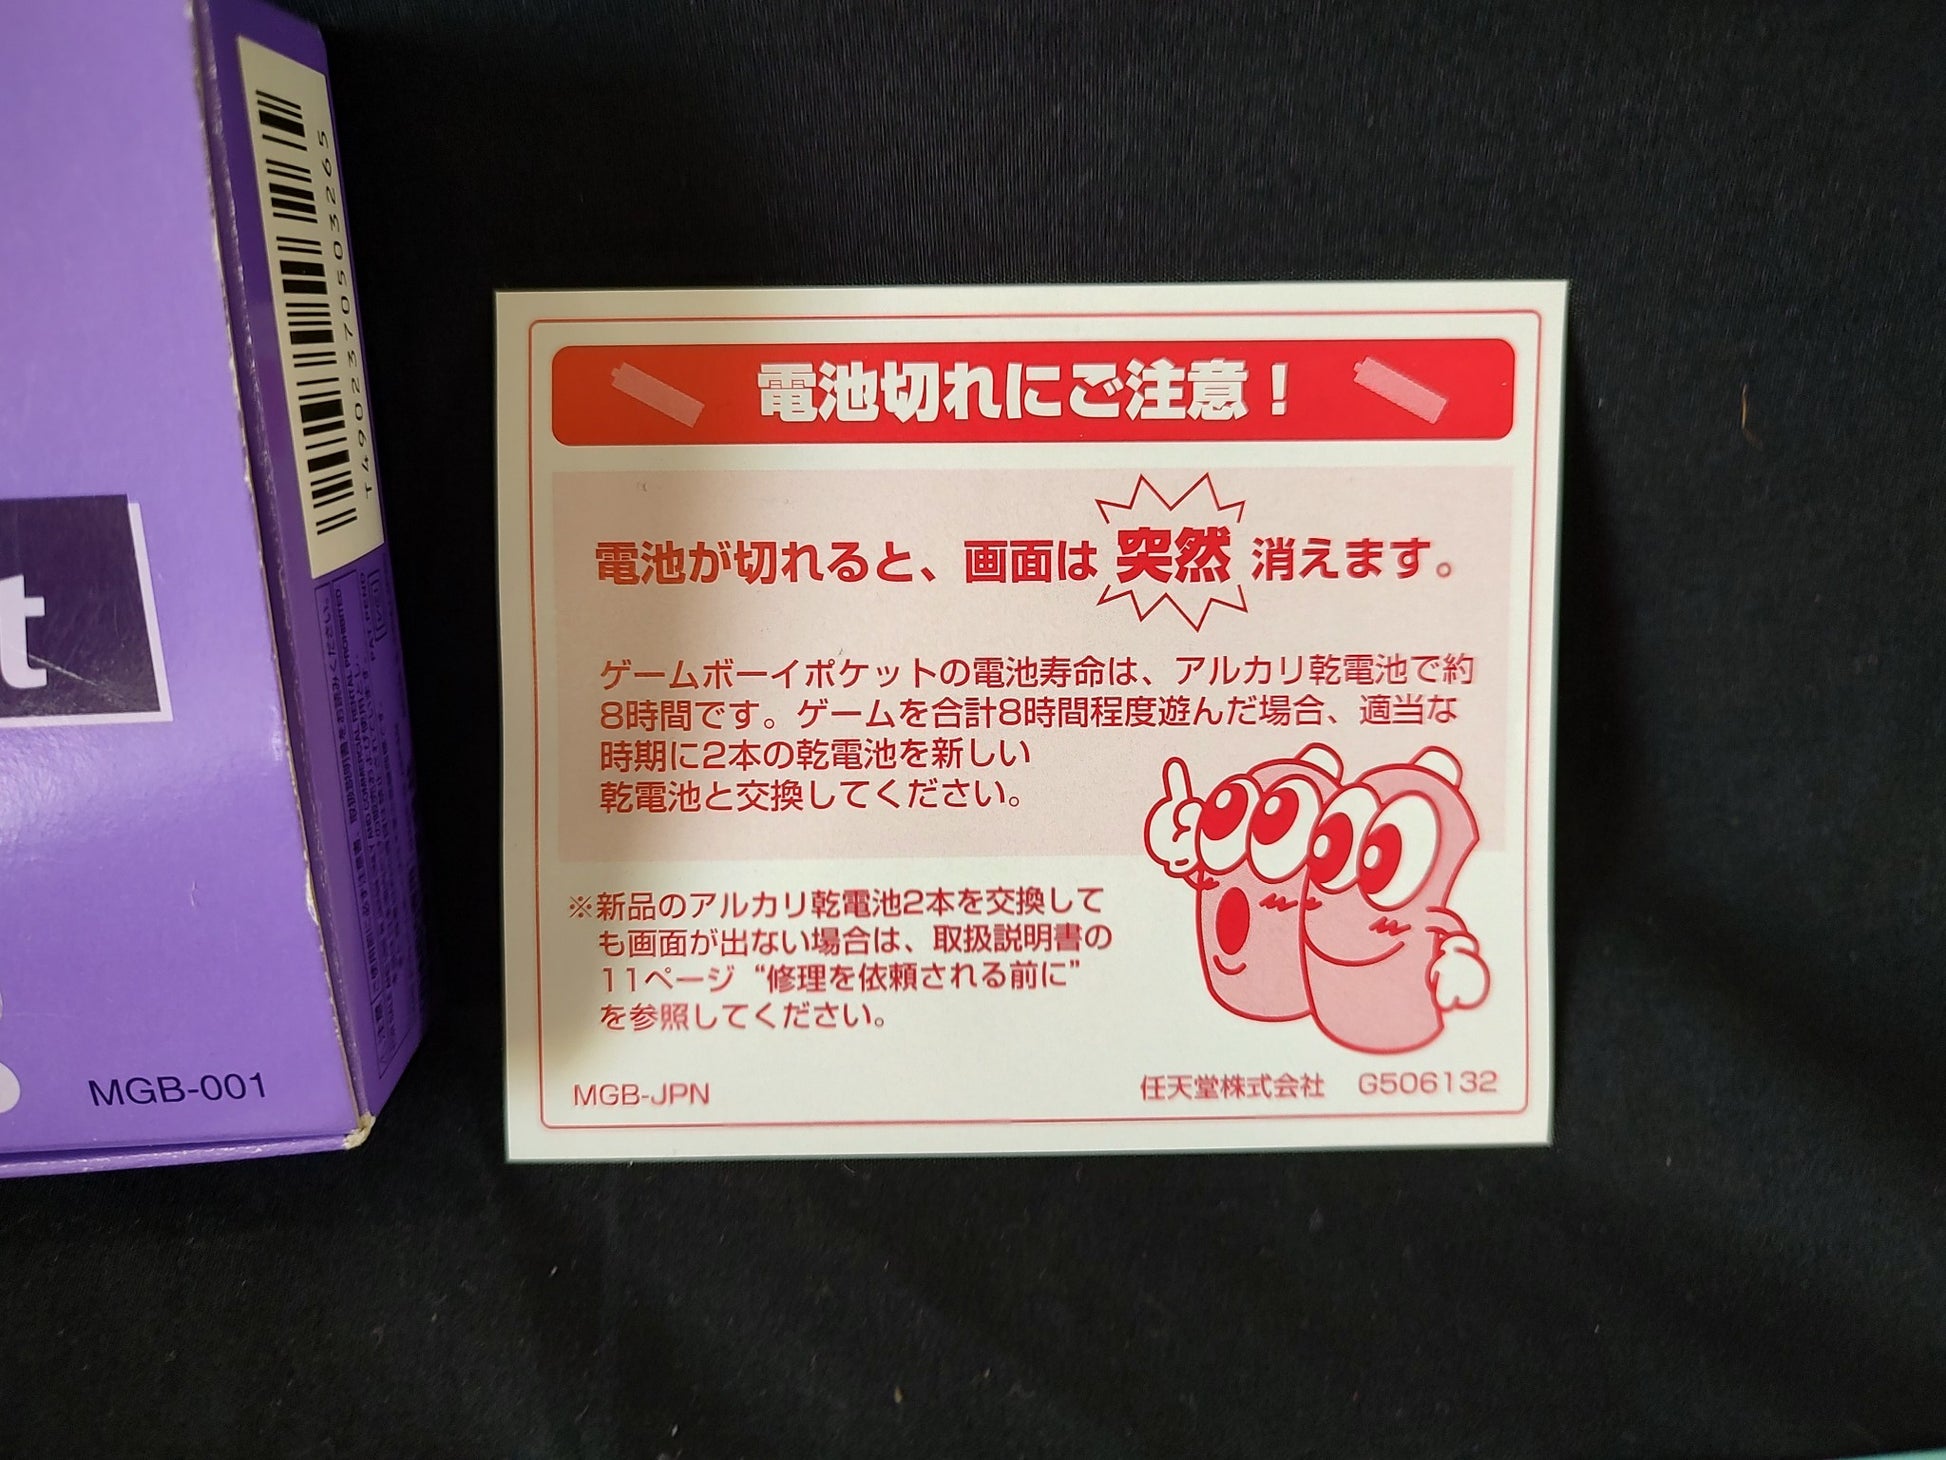 電池切れにご注意！
電池が切れると、画面は 突然 消えます。
ゲームボーイポケットの電池寿命は、アルカリ乾電池で約
8時間です。ゲームを合計8時間程度遊んだ場合、適当な
時期に2本の乾電池を新しい
乾電池と交換してください。
※新品のアルカリ乾電池2本を交換して
も画面が出ない場合は、取扱説明書の
11ページ“修理を依頼される前に”
を参照してください。
MGB-JPN
任天堂株式会社 G506132
T4902370503265
t
MGB-001